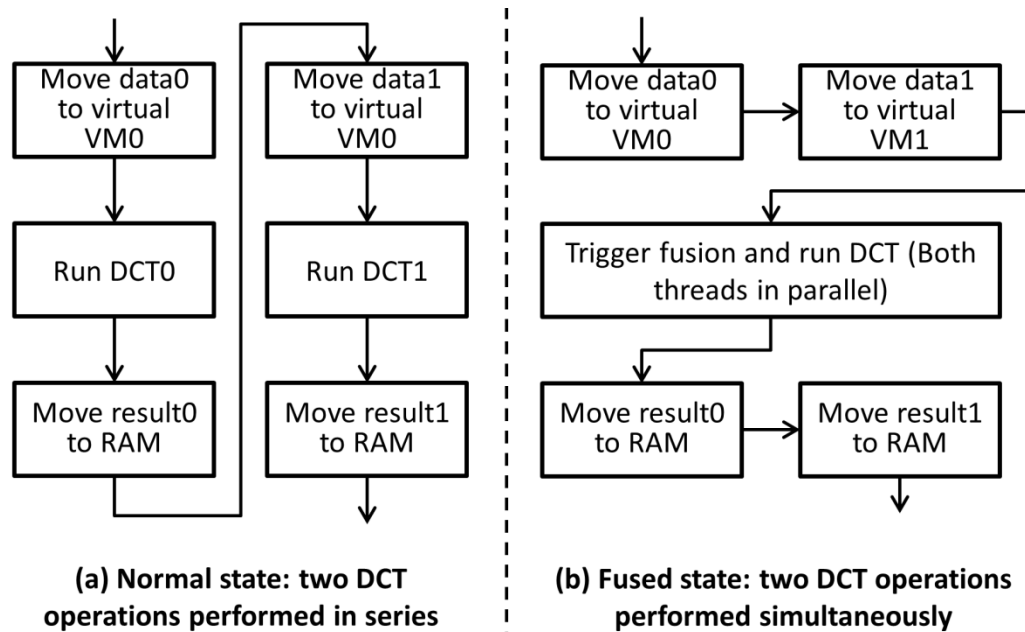 Move data0
to virtual
VM0
Run DCT0
Move result0
to RAM
Move data1
to virtual
VM0
Run DCT1
Move result1
to RAM
(a) Normal state: two DCT
operations performed in series
Move data0
to virtual
VM0
Move data1
to virtual
VM1
Trigger fusion and run DCT (Both
threads in parallel)
Move result0
to RAM
Move result1
to RAM
(b) Fused state: two DCT operations
performed simultaneously